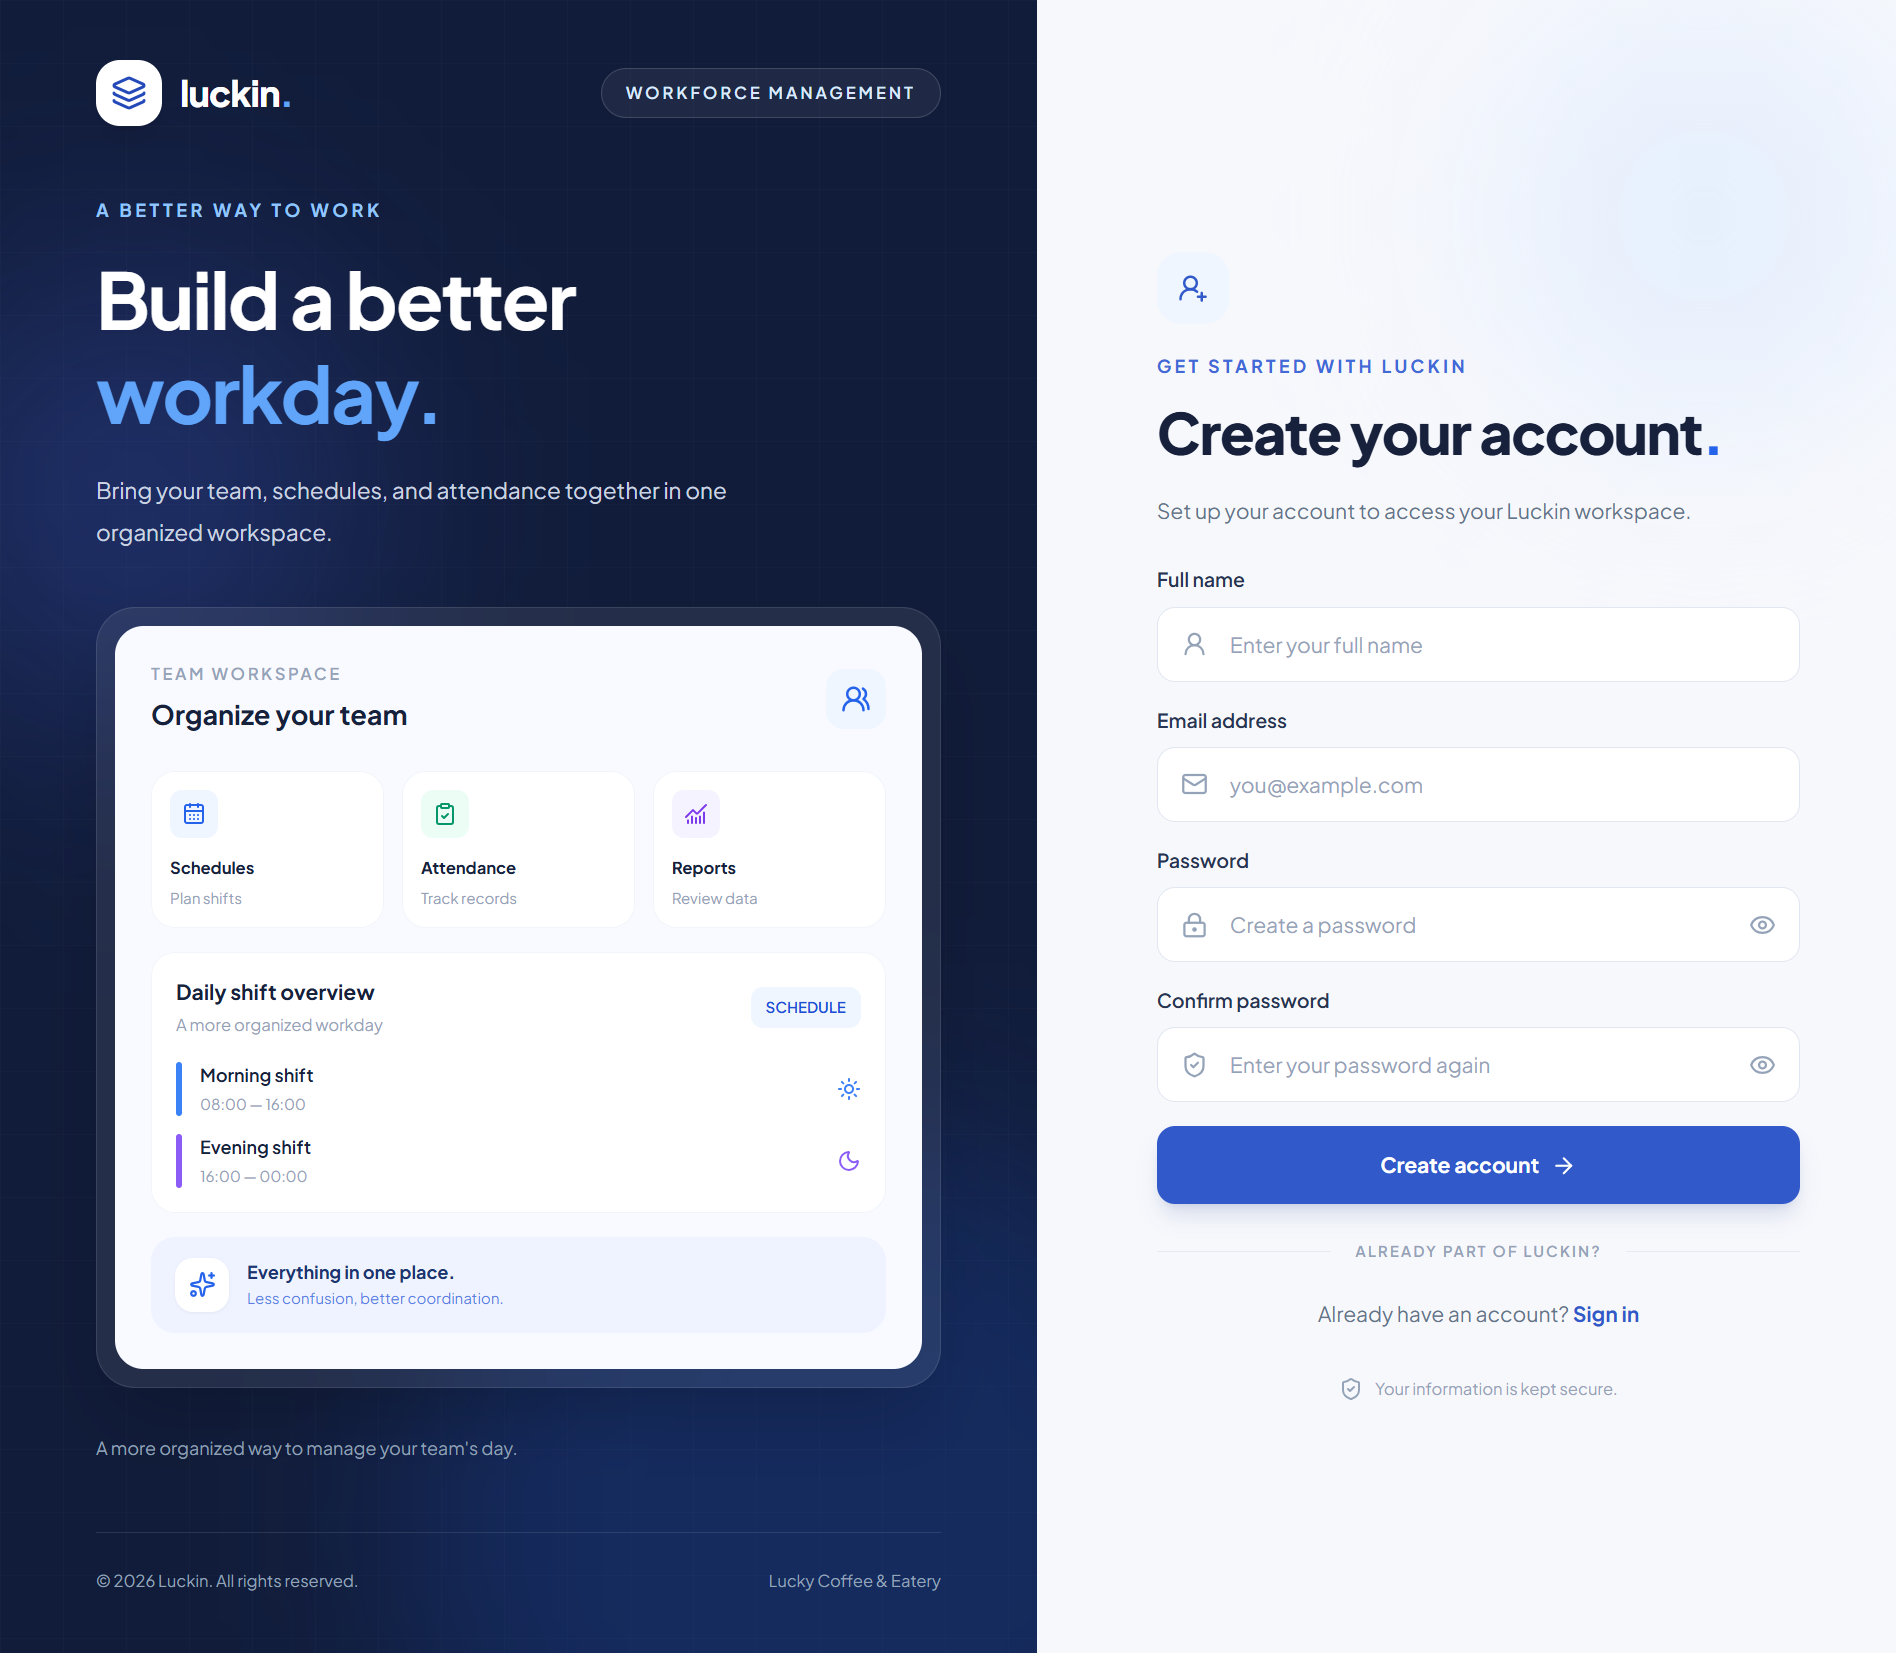 luckin.
WORKFORCE MANAGEMENT
A BETTER WAY TO WORK
Build a better
workday.
Bring your team, schedules, and attendance together in one
organized workspace.
TEAM WORKSPACE
Organize your team
Schedules
Plan shifts
Attendance
Track records
Reports
Review data
Daily shift overview
A more organized workday
SCHEDULE
Morning shift
08:00 — 16:00
Evening shift
16:00 — 00:00
Everything in one place.
Less confusion, better coordination.
A more organized way to manage your team's day.
© 2026 Luckin. All rights reserved.
Lucky Coffee & Eatery
GET STARTED WITH LUCKIN
Create your account.
Set up your account to access your Luckin workspace.
Full name
Enter your full name
Email address
you@example.com
Password
Create a password
Confirm password
Enter your password again
Create account
ALREADY PART OF LUCKIN?
Already have an account? Sign in
Your information is kept secure.